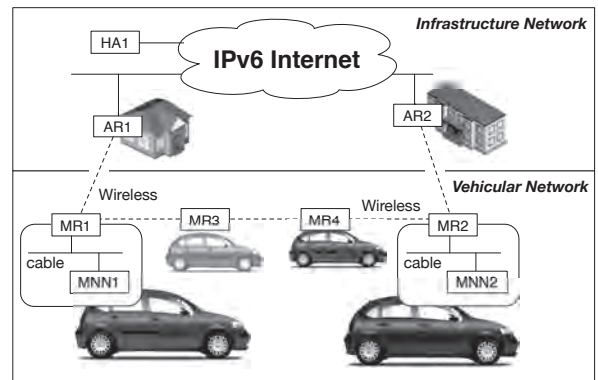 Infrastructure Network
HA1
IPv6 Internet
AR1
AR2
Wireless
Vehicular Network
Wireless
MR1
MR3
MR4
MR2
cable
cable
MNN1
MNN2